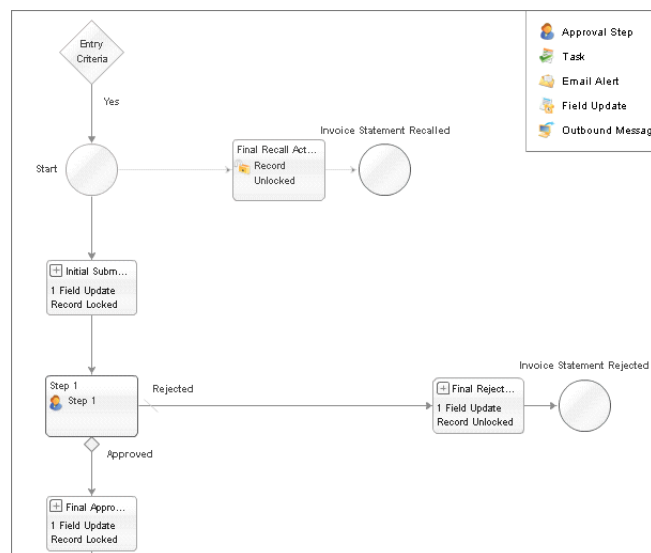 Entry
Criteria
Yes
Start
Final Recall Act...
Record
Unlocked
Invoice Statement Recalled
Approval Step
Task
Email Alert
Field Update
Outbound Messag
Initial Subm...
1 Field Update
Record Locked
Step 1
Step 1
Rejected
Approved
Final Reject...
1 Field Update
Record Unlocked
Invoice Statement Rejected
Final Appro...
1 Field Update
Record Locked